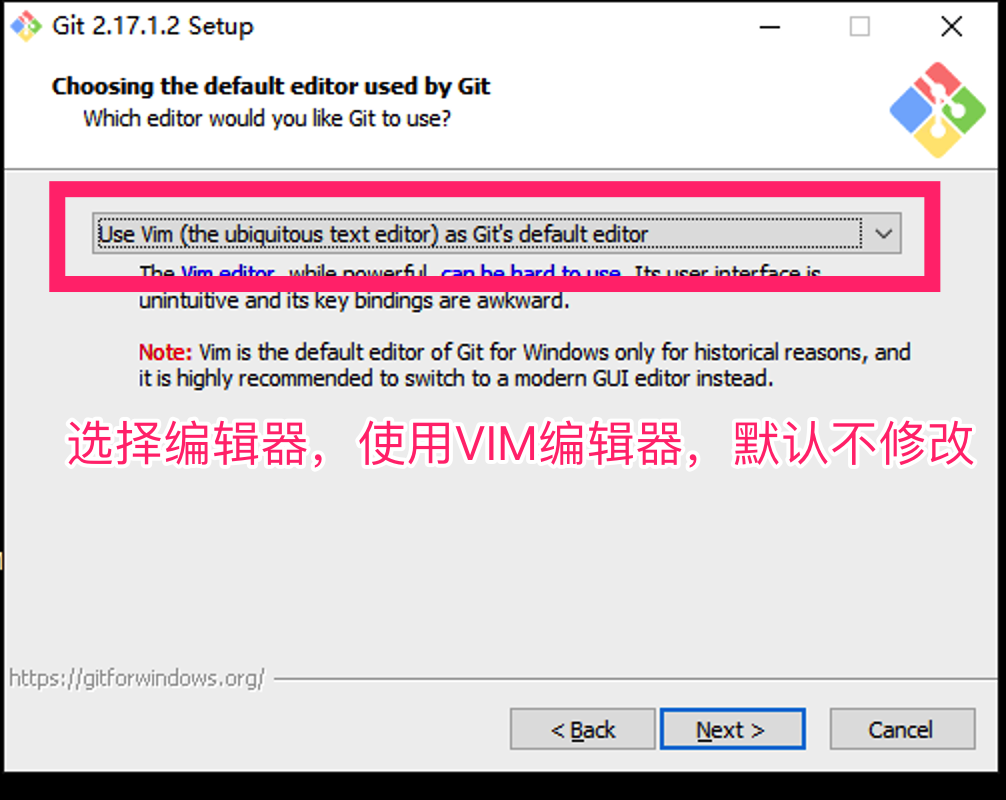 Git 2.17.1.2 Setup
Choosing the default editor used by Git
Which editor would you like Git to use?
Use Vim (the ubiquitous text editor) as Git's default editor
The Vim editor, while powerful, can be hard to use. Its user interface is
unintuitive and its key bindings are awkward.
Note: Vim is the default editor of Git for Windows only for historical reasons, and
it is highly recommended to switch to a modern GUI editor instead.
选择编辑器，使用VIM编辑器，默认不修改
https://gitforwindows.org/
< Back
Next >
Cancel